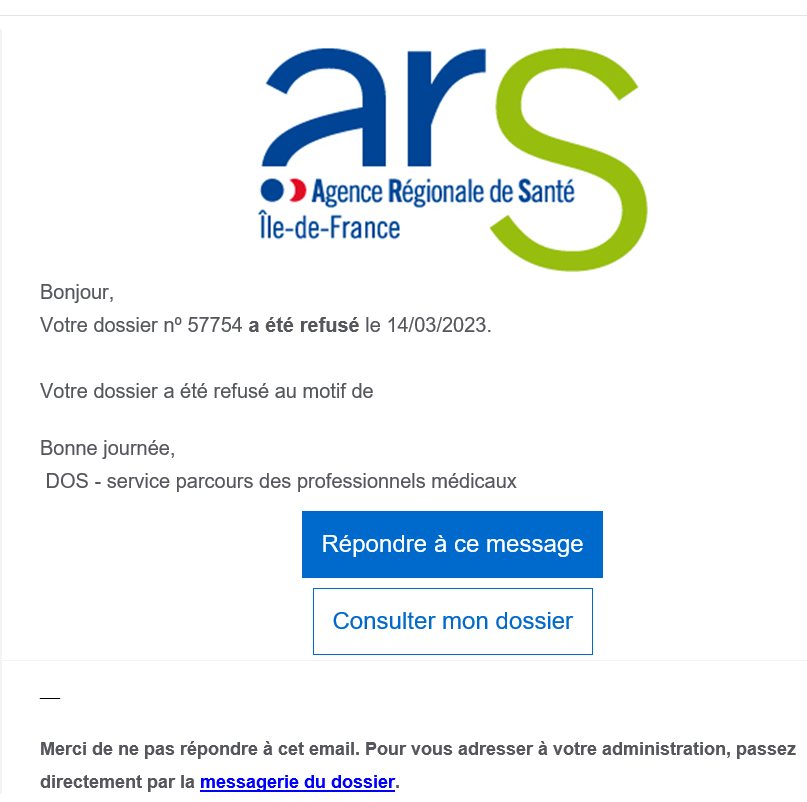 ars
Agence Régionale de Santé
Île-de-France
Bonjour,
Votre dossier nº 57754 a été refusé le 14/03/2023.
Votre dossier a été refusé au motif de
Bonne journée,
DOS - service parcours des professionnels médicaux
Répondre à ce message
Consulter mon dossier
—
Merci de ne pas répondre à cet email. Pour vous adresser à votre administration, passez
directement par la messagerie du dossier.